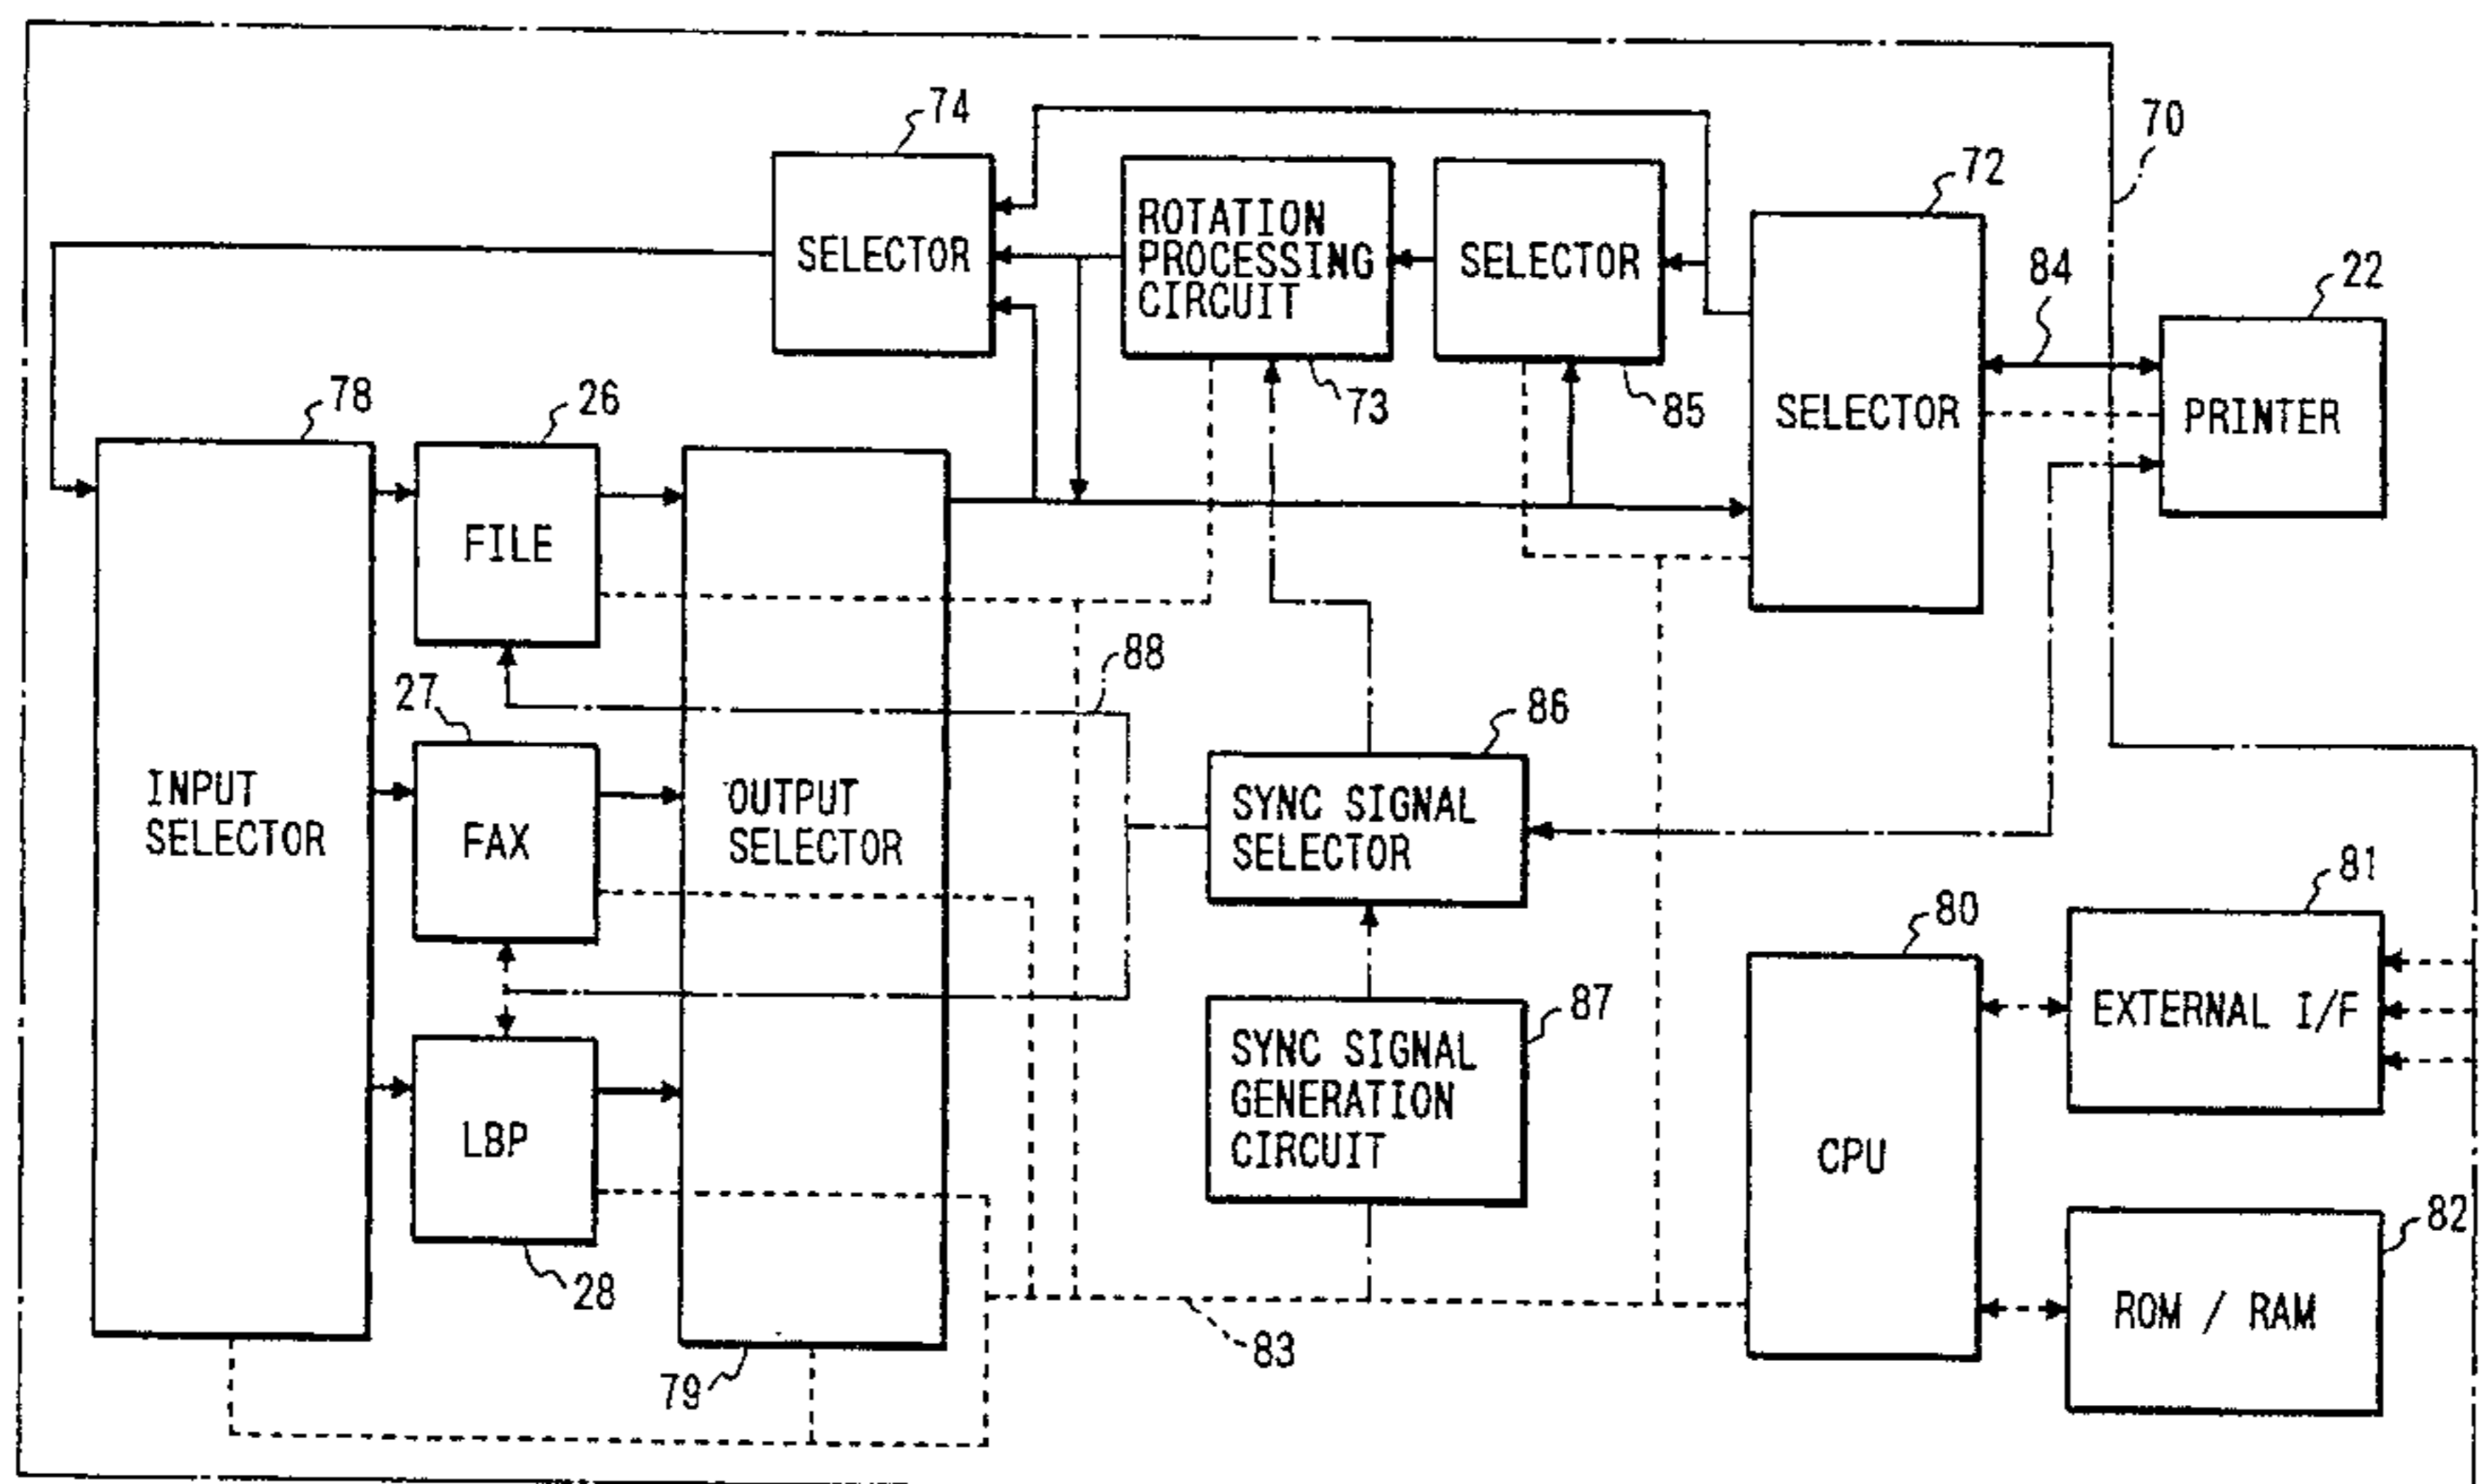 74
70
72
SELECTOR
ROTATION
PROCESSING
CIRCUIT
SELECTOR
84
22
78
26
73
85
SELECTOR
PRINTER
FILE
27
88
86
INPUT
SELECTOR
FAX
OUTPUT
SELECTOR
SYNC SIGNAL
SELECTOR
81
80
EXTERNAL I/F
87
SYNC SIGNAL
GENERATION
CIRCUIT
LBP
CPU
82
28
ROM / RAM
79
83